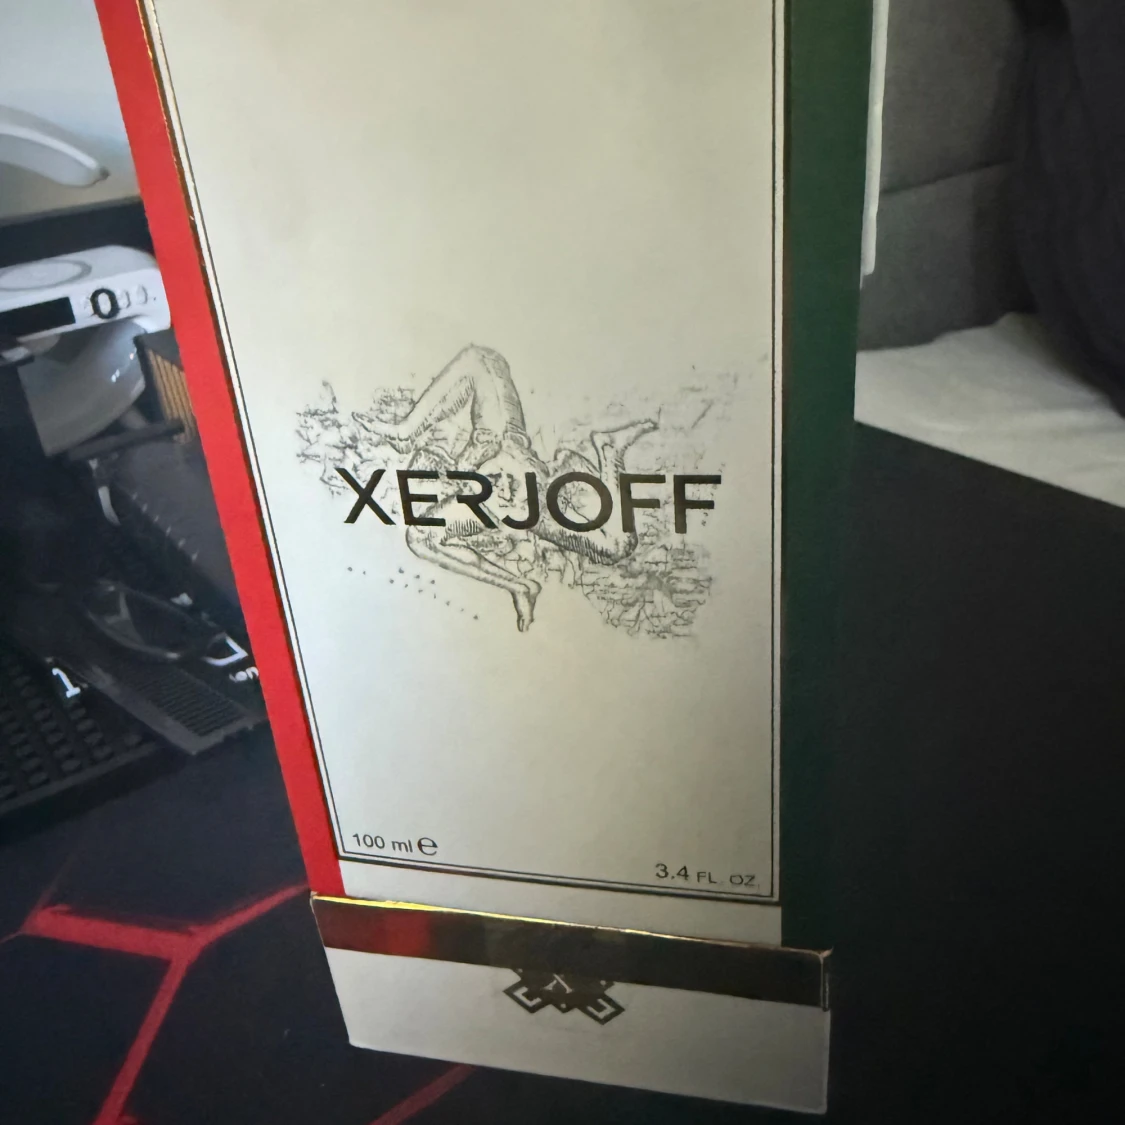 XERJOFF
100 ml e
3.4 FL. OZ.